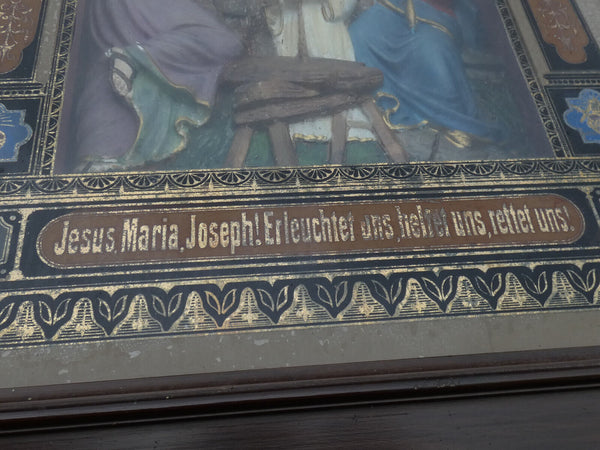 Jesus, Maria, Joseph! Erleuchtet uns, helfet uns, rettet uns!